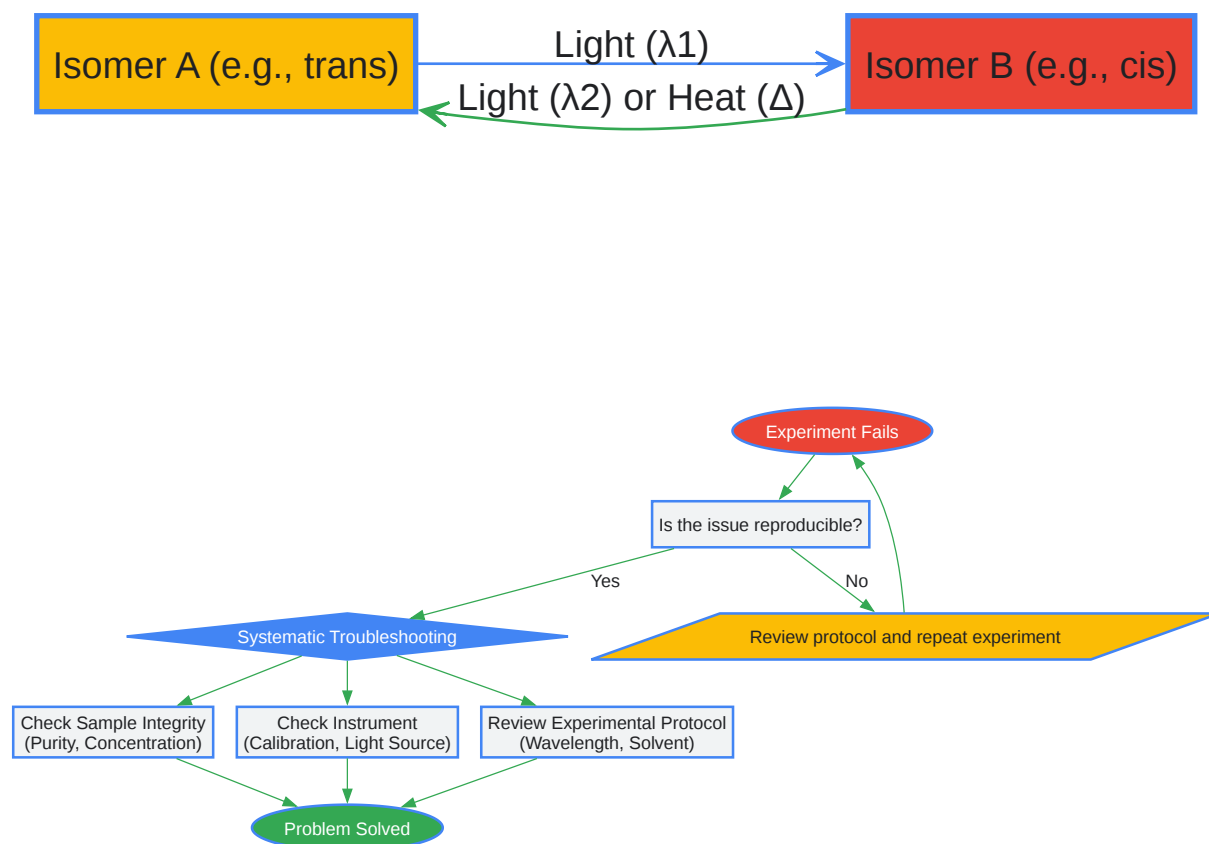 Isomer A (e.g., trans)
Light (λ1)
Isomer B (e.g., cis)
Light (λ2) or Heat (Δ)
Experiment Fails
Is the issue reproducible?
Yes
No
Systematic Troubleshooting
Review protocol and repeat experiment
Check Sample Integrity
(Purity, Concentration)
Check Instrument
(Calibration, Light Source)
Review Experimental Protocol
(Wavelength, Solvent)
Problem Solved